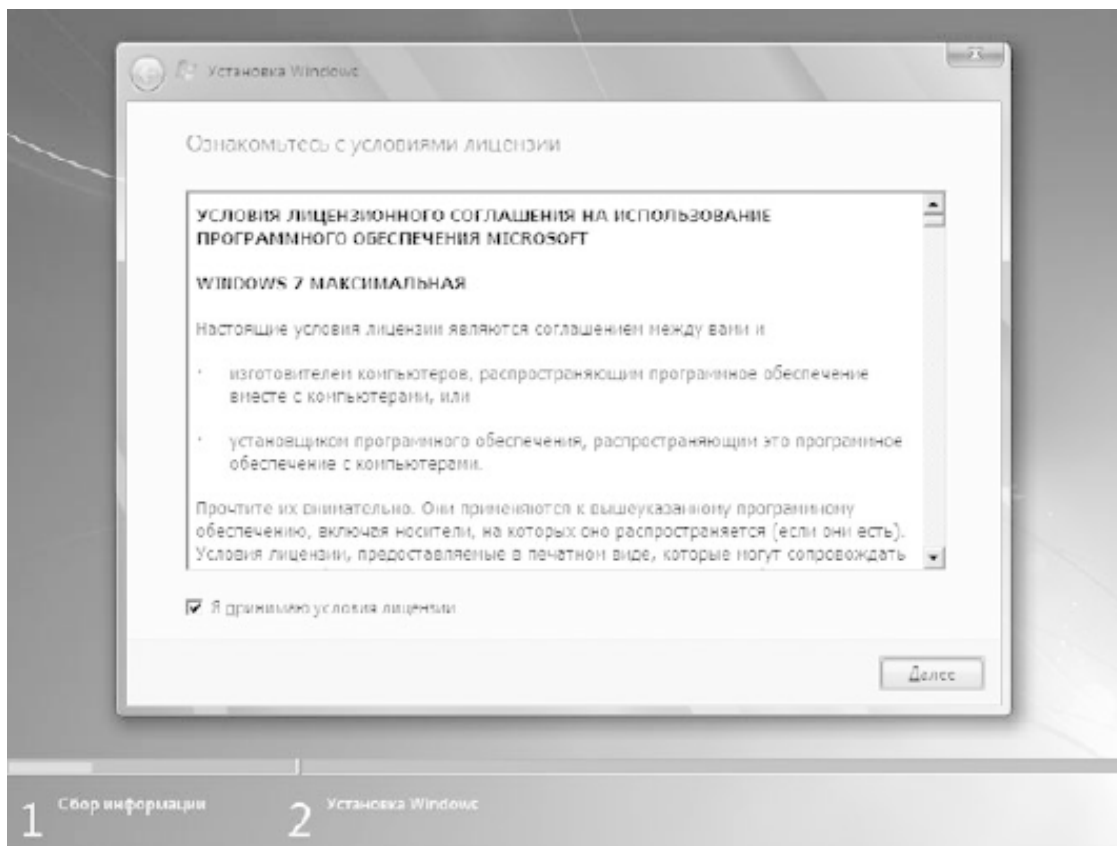 Установка Windows
Ознакомьтесь с условиями лицензии
УСЛОВИЯ ЛИЦЕНЗИОННОГО СОГЛАШЕНИЯ НА ИСПОЛЬЗОВАНИЕ
ПРОГРАММНОГО ОБЕСПЕЧЕНИЯ MICROSOFT
WINDOWS 7 МАКСИМАЛЬНАЯ
Настоящие условия лицензии являются соглашением между вами и
· изготовителем компьютеров, распространяющим программное обеспечение
вместе с компьютерами, или
· установщиком программного обеспечения, распространяющим это программное
обеспечение с компьютерами.
Прочтите их внимательно. Они применяются к вышеуказанному программному
обеспечению, включая носители, на которых оно распространяется (если они есть).
Условия лицензии, предоставляемые в печатном виде, которые могут сопровождать
Я принимаю условия лицензии
Далее
1 Сбор информации
2 Установка Windows